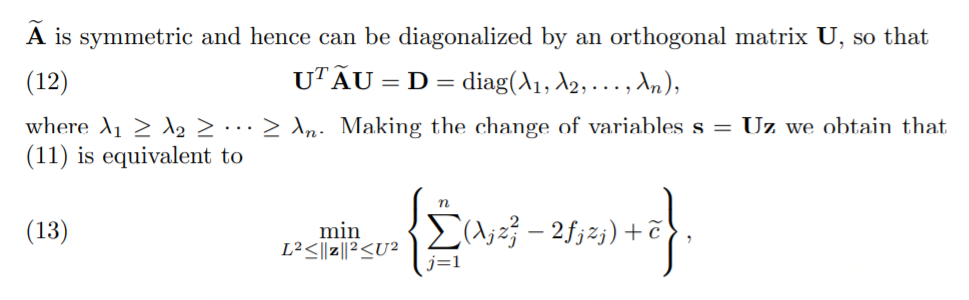 Ã is symmetric and hence can be diagonalized by an orthogonal matrix U, so that
(12) UᵀÃU = D = diag(λ₁, λ₂, . . . , λₙ),
where λ₁ ≥ λ₂ ≥ · · · ≥ λₙ. Making the change of variables s = Uz we obtain that
(11) is equivalent to
(13) min_{L²≤||z||²≤U²} { ∑_{j=1}^{n} (λⱼzⱼ² − 2fⱼzⱼ) + c̃ } ,